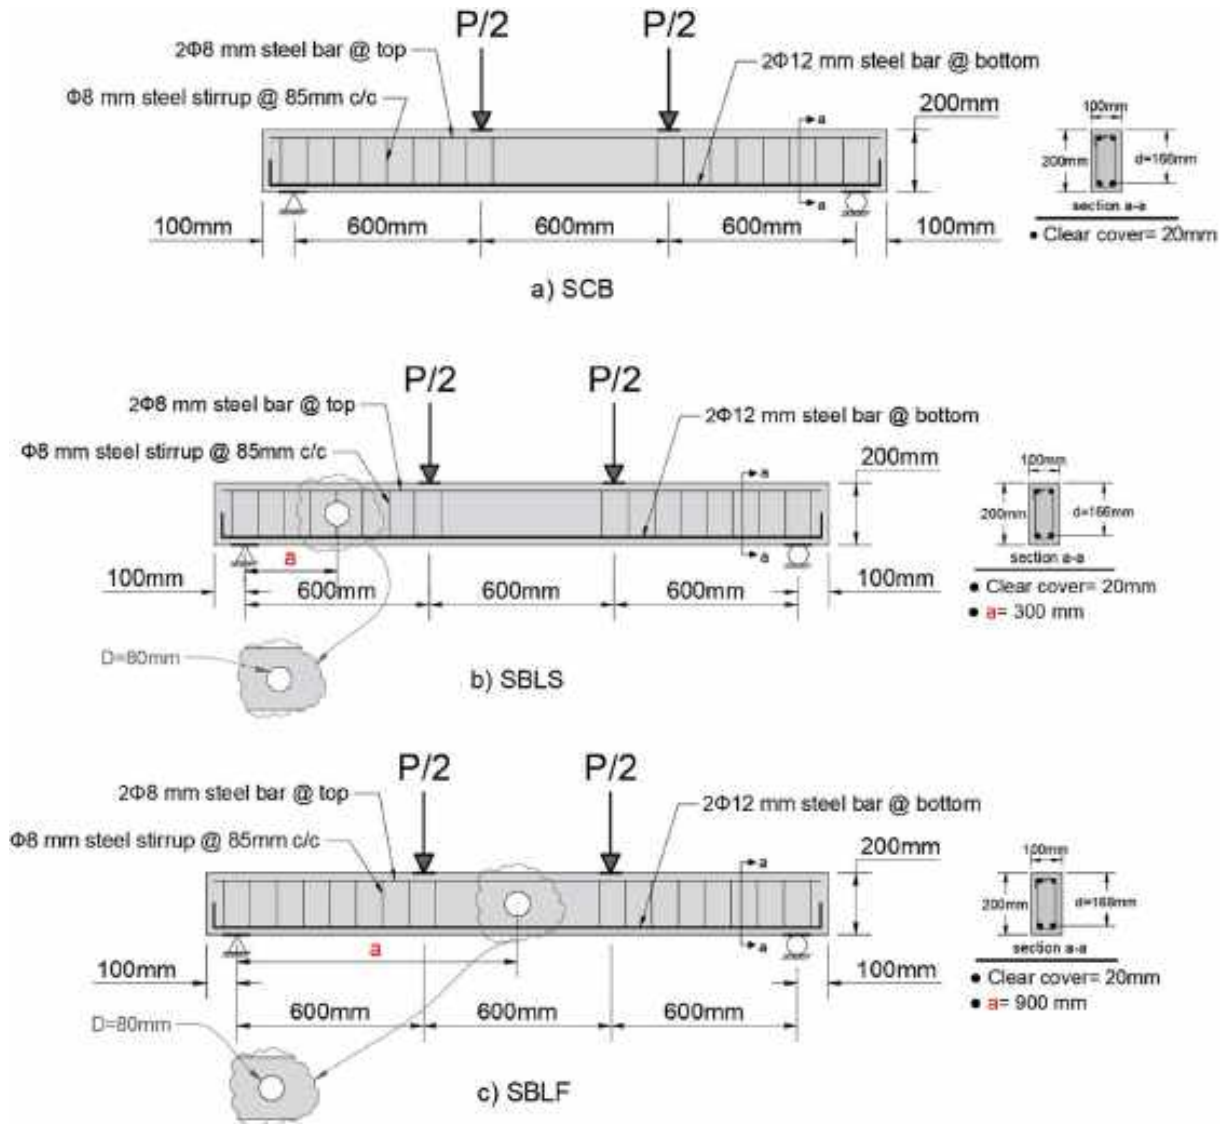 P/2
P/2
2Φ8 mm steel bar @ top
2Φ12 mm steel bar @ bottom
Φ8 mm steel stirrup @ 85mm c/c
a
a
200mm
100mm
200mm
d=166mm
section a-a
• Clear cover= 20mm
100mm
600mm
600mm
600mm
100mm
a) SCB
P/2
P/2
2Φ8 mm steel bar @ top
2Φ12 mm steel bar @ bottom
Φ8 mm steel stirrup @ 85mm c/c
a
a
200mm
100mm
200mm
d=166mm
section a-a
a
100mm
600mm
600mm
600mm
100mm
• Clear cover= 20mm
• a= 300 mm
D=80mm
b) SBLS
P/2
P/2
2Φ8 mm steel bar @ top
2Φ12 mm steel bar @ bottom
Φ8 mm steel stirrup @ 85mm c/c
a
a
200mm
100mm
200mm
section a-a
a
100mm
600mm
600mm
600mm
100mm
• Clear cover= 20mm
• a= 900 mm
D=80mm
c) SBLF